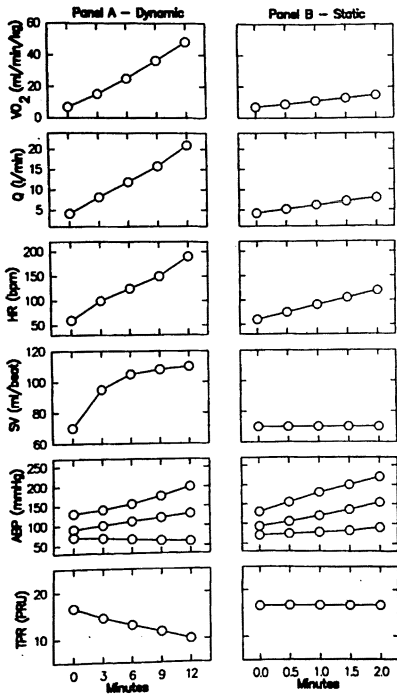 Panel A – Dynamic
Panel B – Static
VO2 (ml/min/kg)
60
40
20
0
Q (l/min)
20
15
10
5
HR (bpm)
200
150
100
50
SV (ml/beat)
120
100
80
60
ABP (mmHg)
250
200
150
100
50
TPR (PRU)
20
10
0 3 6 9 12
Minutes
0.0 0.5 1.0 1.5 2.0
Minutes